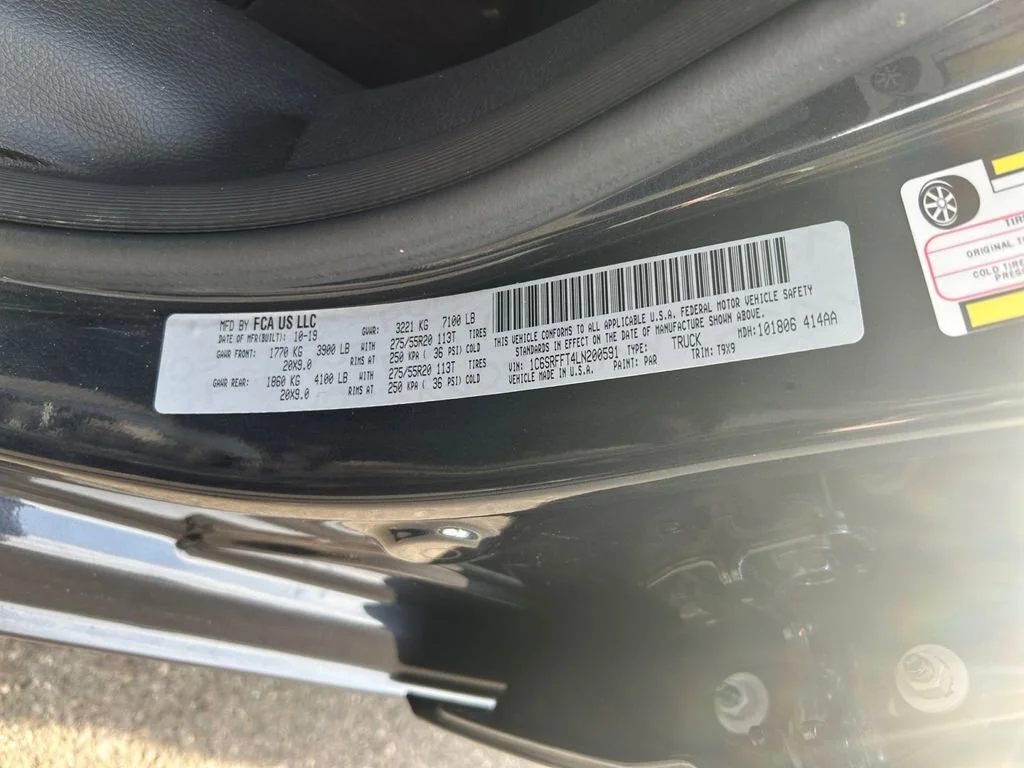 MFD BY FCA US LLC
DATE OF MFR(BUILT): 10-19 GVWR: 3221 KG 7100 LB
GAWR FRONT: 1770 KG 3900 LB WITH 275/55R20 113T TIRES
20X9.0 RIMS AT 250 KPA ( 36 PSI) COLD
GAWR REAR: 1860 KG 4100 LB WITH 275/55R20 113T TIRES
20X9.0 RIMS AT 250 KPA ( 36 PSI) COLD
THIS VEHICLE CONFORMS TO ALL APPLICABLE U.S.A. FEDERAL MOTOR VEHICLE SAFETY
STANDARDS IN EFFECT ON THE DATE OF MANUFACTURE SHOWN ABOVE.
MDH:101806 414AA
VIN: 1C6SRFFT4LN200591 TYPE: TRUCK
VEHICLE MADE IN U.S.A. PAINT: PAR TRIM: T9X9
ORIGINAL
COLD TIRE